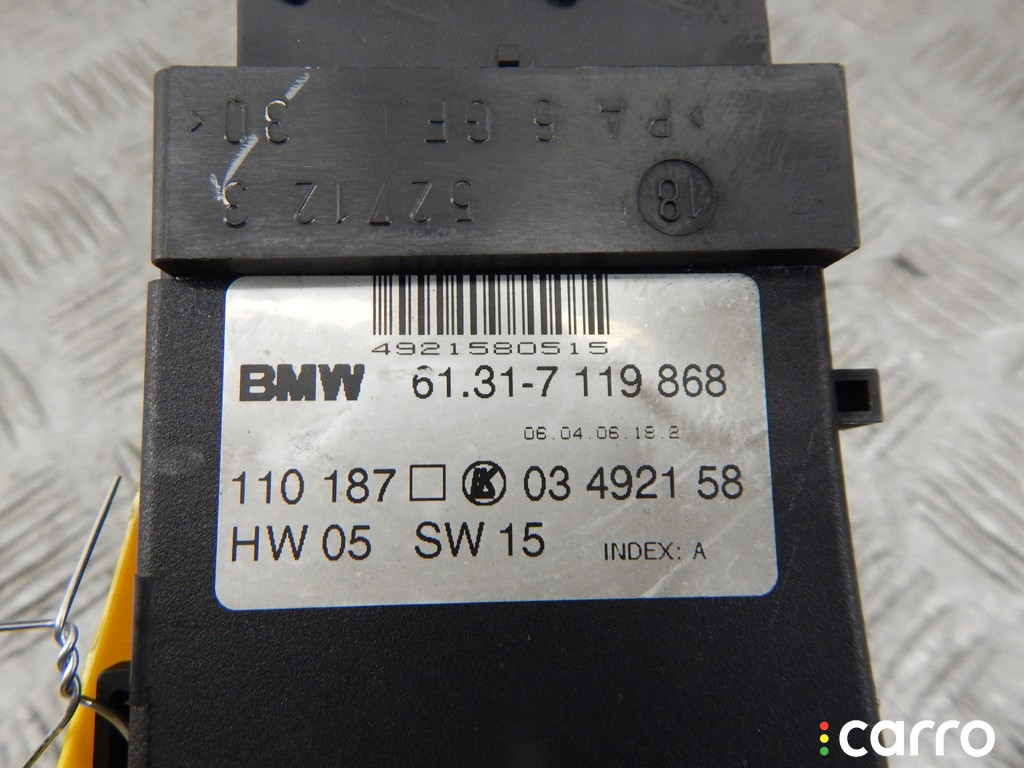 >PA 6 GF 30<
18 52712 3
4921580515
BMW 61.31-7 119 868
06.04.06.18.2
110 187 □ K 03 4921 58
HW 05 SW 15 INDEX: A
carro